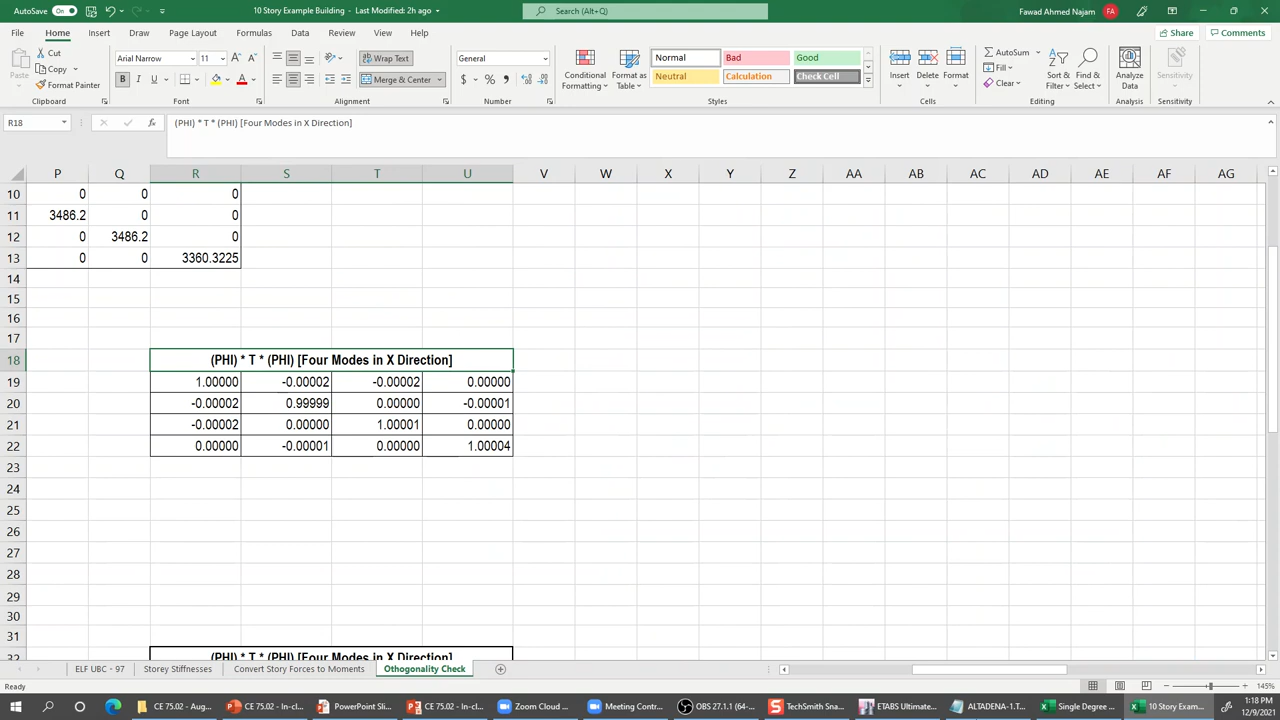 AutoSave On 10 Story Example Building - Last Modified: 2h ago Search (Alt+Q) Fawad Ahmed Najam FA
File Home Insert Draw Page Layout Formulas Data Review View Help Share Comments
Paste Cut Copy Format Painter Clipboard
Arial Narrow 11 B I U A Font
Wrap Text Merge & Center Alignment
General $ % , Number
Conditional Formatting Format as Table Normal Bad Good Neutral Calculation Check Cell Styles
Insert Delete Format Cells
AutoSum Fill Clear Sort & Filter Find & Select Editing
Analyze Data Analysis
Sensitivity Sensitivity
R18 fx (PHI) * T * (PHI) [Four Modes in X Direction]
P Q R S T U V W X Y Z AA AB AC AD AE AF AG
10 0 0 0
11 3486.2 0 0
12 0 3486.2 0
13 0 0 3360.3225
14
15
16
17
18 (PHI) * T * (PHI) [Four Modes in X Direction]
19 1.00000 -0.00002 -0.00002 0.00000
20 -0.00002 0.99999 0.00000 -0.00001
21 -0.00002 0.00000 1.00001 0.00000
22 0.00000 -0.00001 0.00000 1.00004
23
24
25
26
27
28
29
30
31
32 (PHI) * T * (PHI) [Four Modes in X Direction]
ELF UBC - 97 Storey Stiffnesses Convert Story Forces to Moments Othogonality Check
Ready 145%
CE 75.02 - Aug... CE 75.02 - In-cl... PowerPoint Slid... CE 75.02 - In-cl... Zoom Cloud ... Meeting Contr... OBS 27.1.1 (64-... TechSmith Sna... ETABS Ultimate... ALTADENA-1.T... Single Degree ... 10 Story Exam... 1:18 PM
12/9/2021